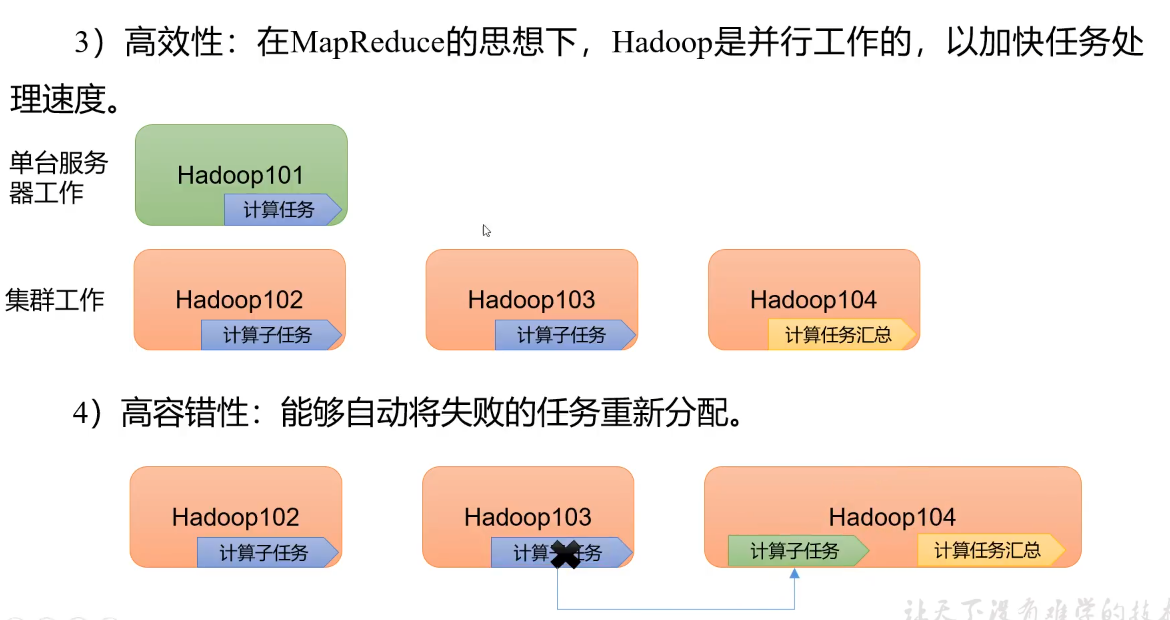 3）高效性：在MapReduce的思想下，Hadoop是并行工作的，以加快任务处
理速度。
单台服务
器工作
Hadoop101
计算任务
集群工作
Hadoop102
计算子任务
Hadoop103
计算子任务
Hadoop104
计算任务汇总
4）高容错性：能够自动将失败的任务重新分配。
Hadoop102
计算子任务
Hadoop103
计算 任务
Hadoop104
计算子任务
计算任务汇总
让天下没有难学的技